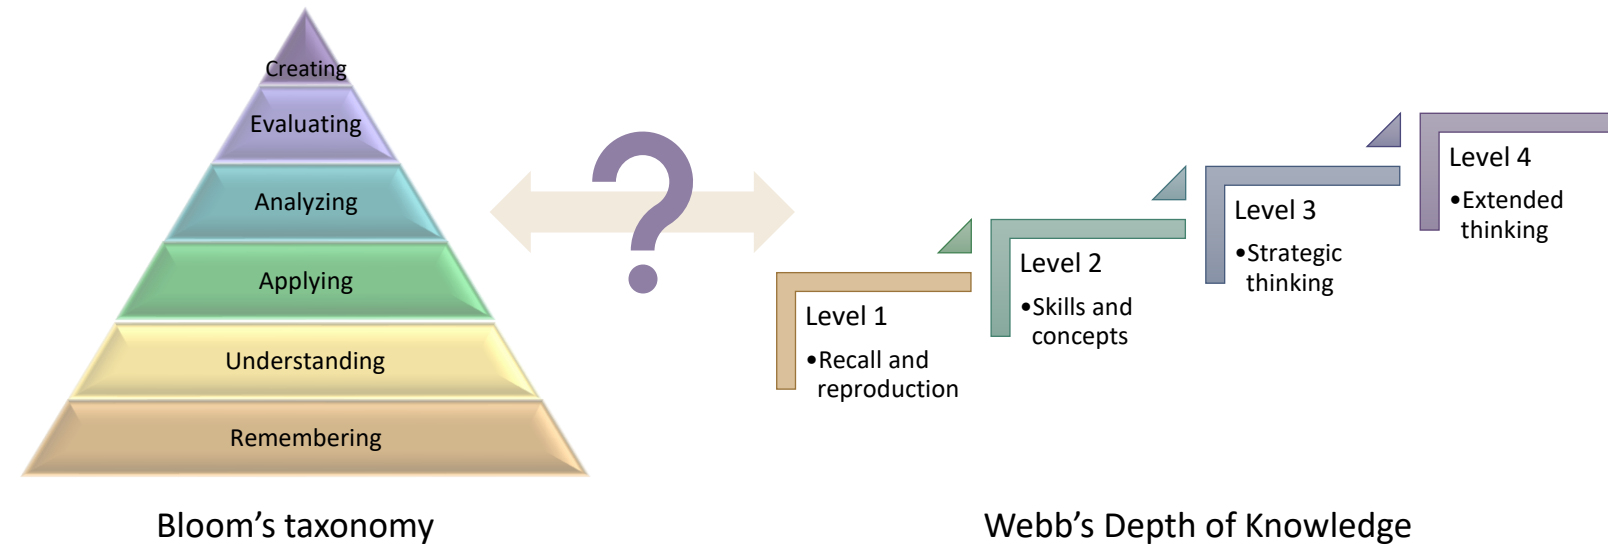 Creating
Evaluating
Analyzing
Applying
Understanding
Remembering
Bloom’s taxonomy
?
Level 1
•Recall and
reproduction
Level 2
•Skills and
concepts
Level 3
•Strategic
thinking
Level 4
•Extended
thinking
Webb’s Depth of Knowledge